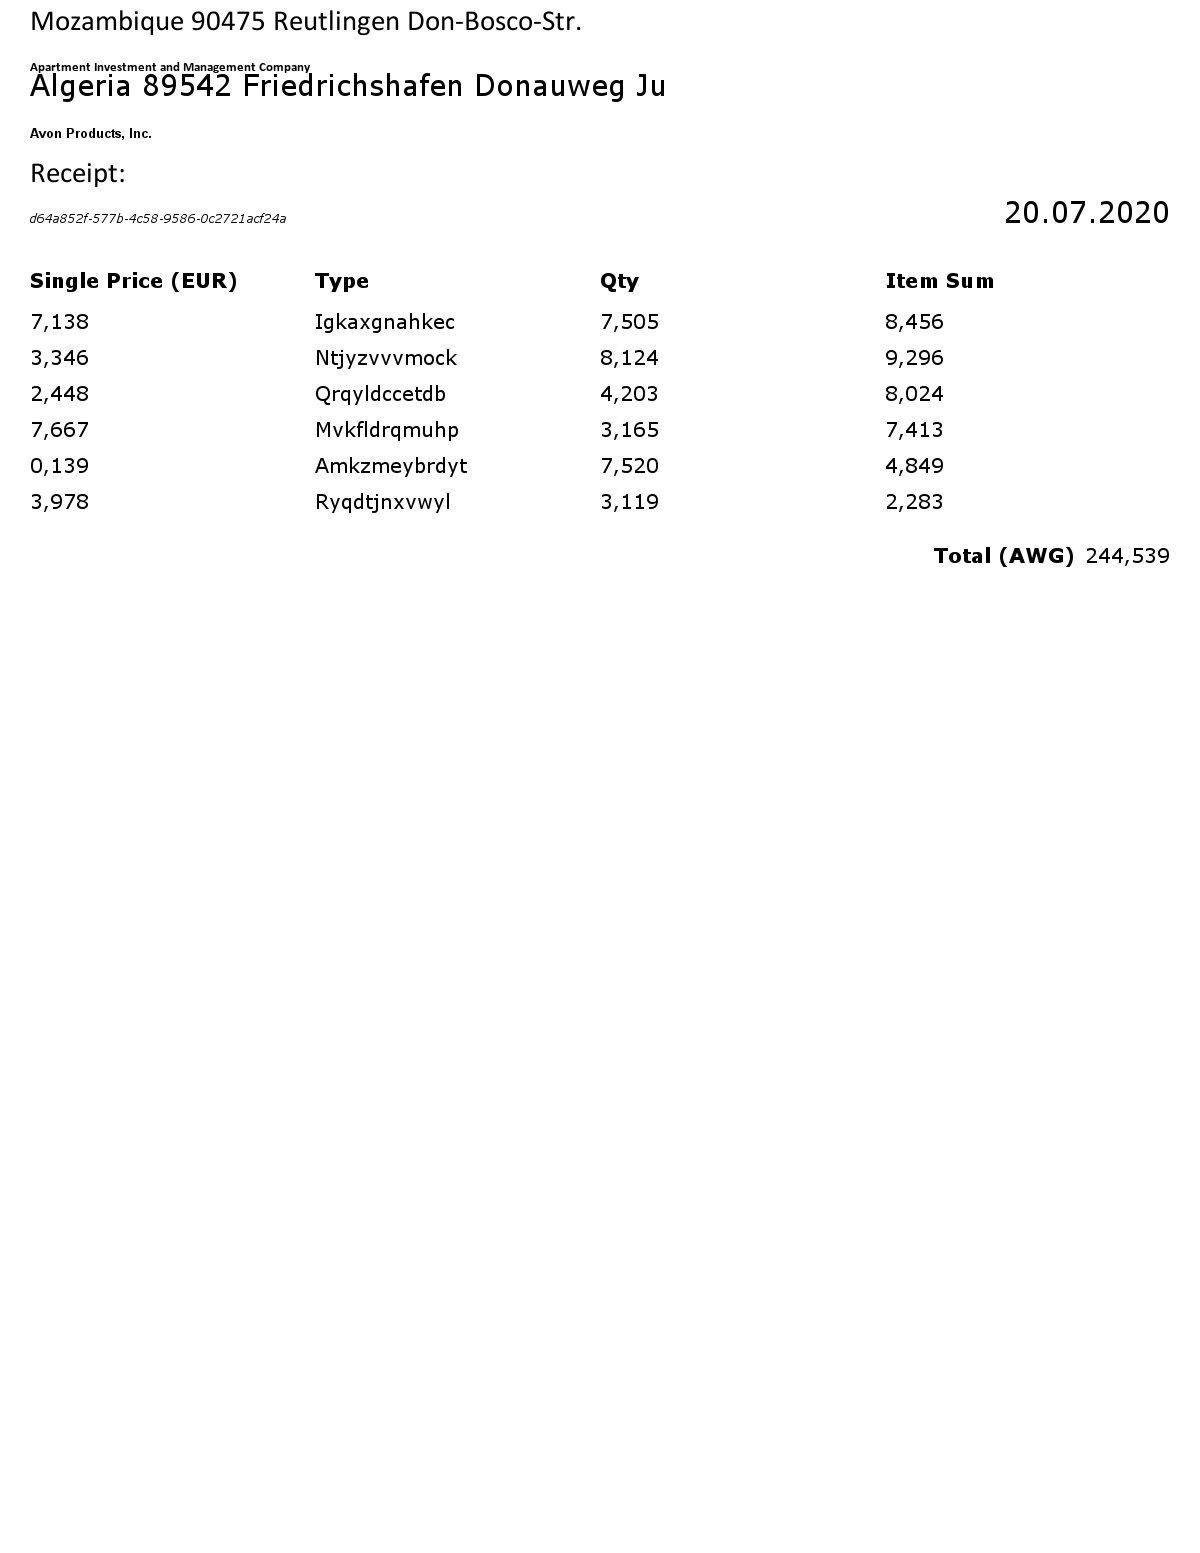 Mozambique 90475 Reutlingen Don-Bosco-Str.
Apartment Investment and Management Company
Algeria 89542 Friedrichshafen Donauweg Ju
Avon Products, Inc.
Receipt:
d64a852f-577b-4c58-9586-0c2721acf24a 20.07.2020
Single Price (EUR) Type Qty Item Sum
7,138 Igkaxgnahkec 7,505 8,456
3,346 Ntjyzvvvmock 8,124 9,296
2,448 Qrqyldccetdb 4,203 8,024
7,667 Mvkfldrqmuhp 3,165 7,413
0,139 Amkzmeybrdyt 7,520 4,849
3,978 Ryqdtjnxvwyl 3,119 2,283
Total (AWG) 244,539